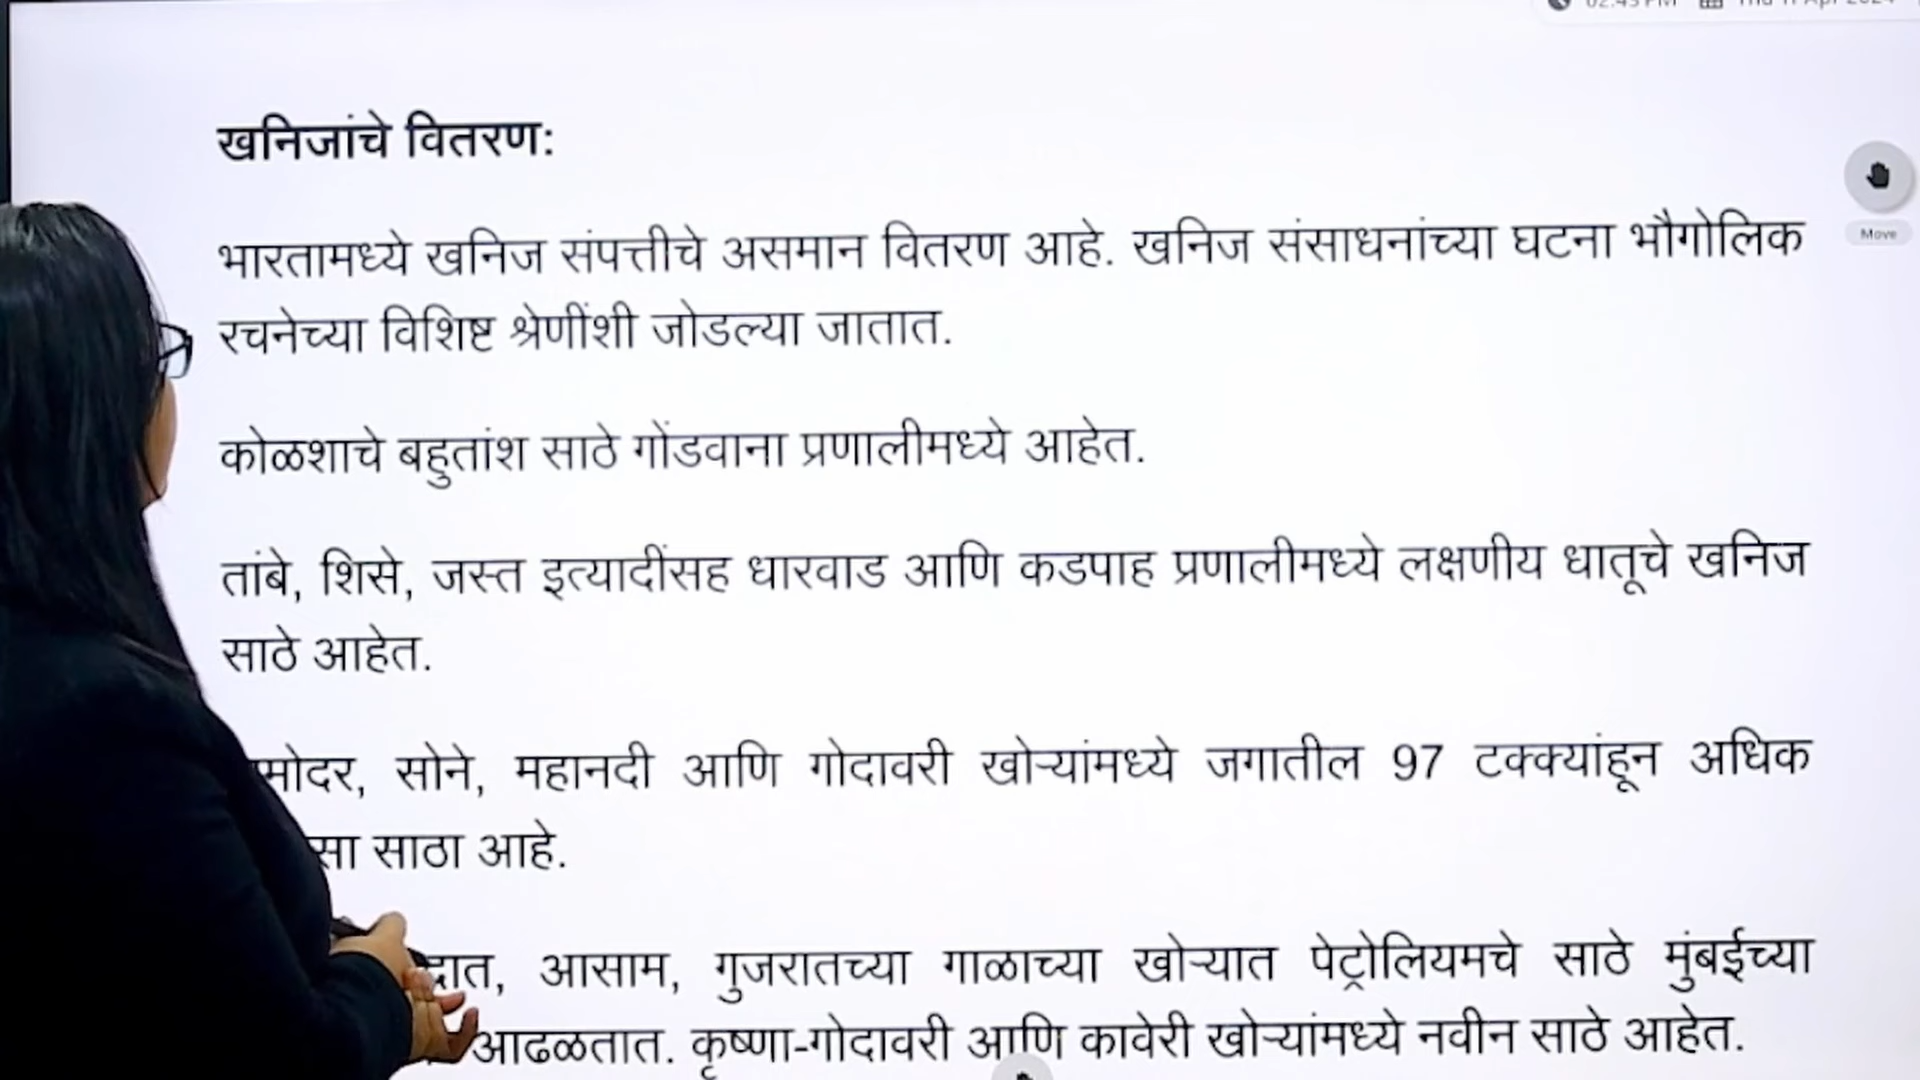 खनिजांचे वितरण:
Move
भारतामध्ये खनिज संपत्तीचे असमान वितरण आहे. खनिज संसाधनांच्या घटना भौगोलिक
रचनेच्या विशिष्ट श्रेणींशी जोडल्या जातात.
कोळशाचे बहुतांश साठे गोंडवाना प्रणालीमध्ये आहेत.
तांबे, शिसे, जस्त इत्यादींसह धारवाड आणि कडपाह प्रणालीमध्ये लक्षणीय धातूचे खनिज
साठे आहेत.
सोने, महानदी आणि गोदावरी खोऱ्यांमध्ये जगातील 97 टक्क्यांहून अधिक
साठा आहे.
आसाम, गुजरातच्या गाळाच्या खोऱ्यात पेट्रोलियमचे साठे मुंबईच्या
आढळतात. कृष्णा-गोदावरी आणि कावेरी खोऱ्यांमध्ये नवीन साठे आहेत.